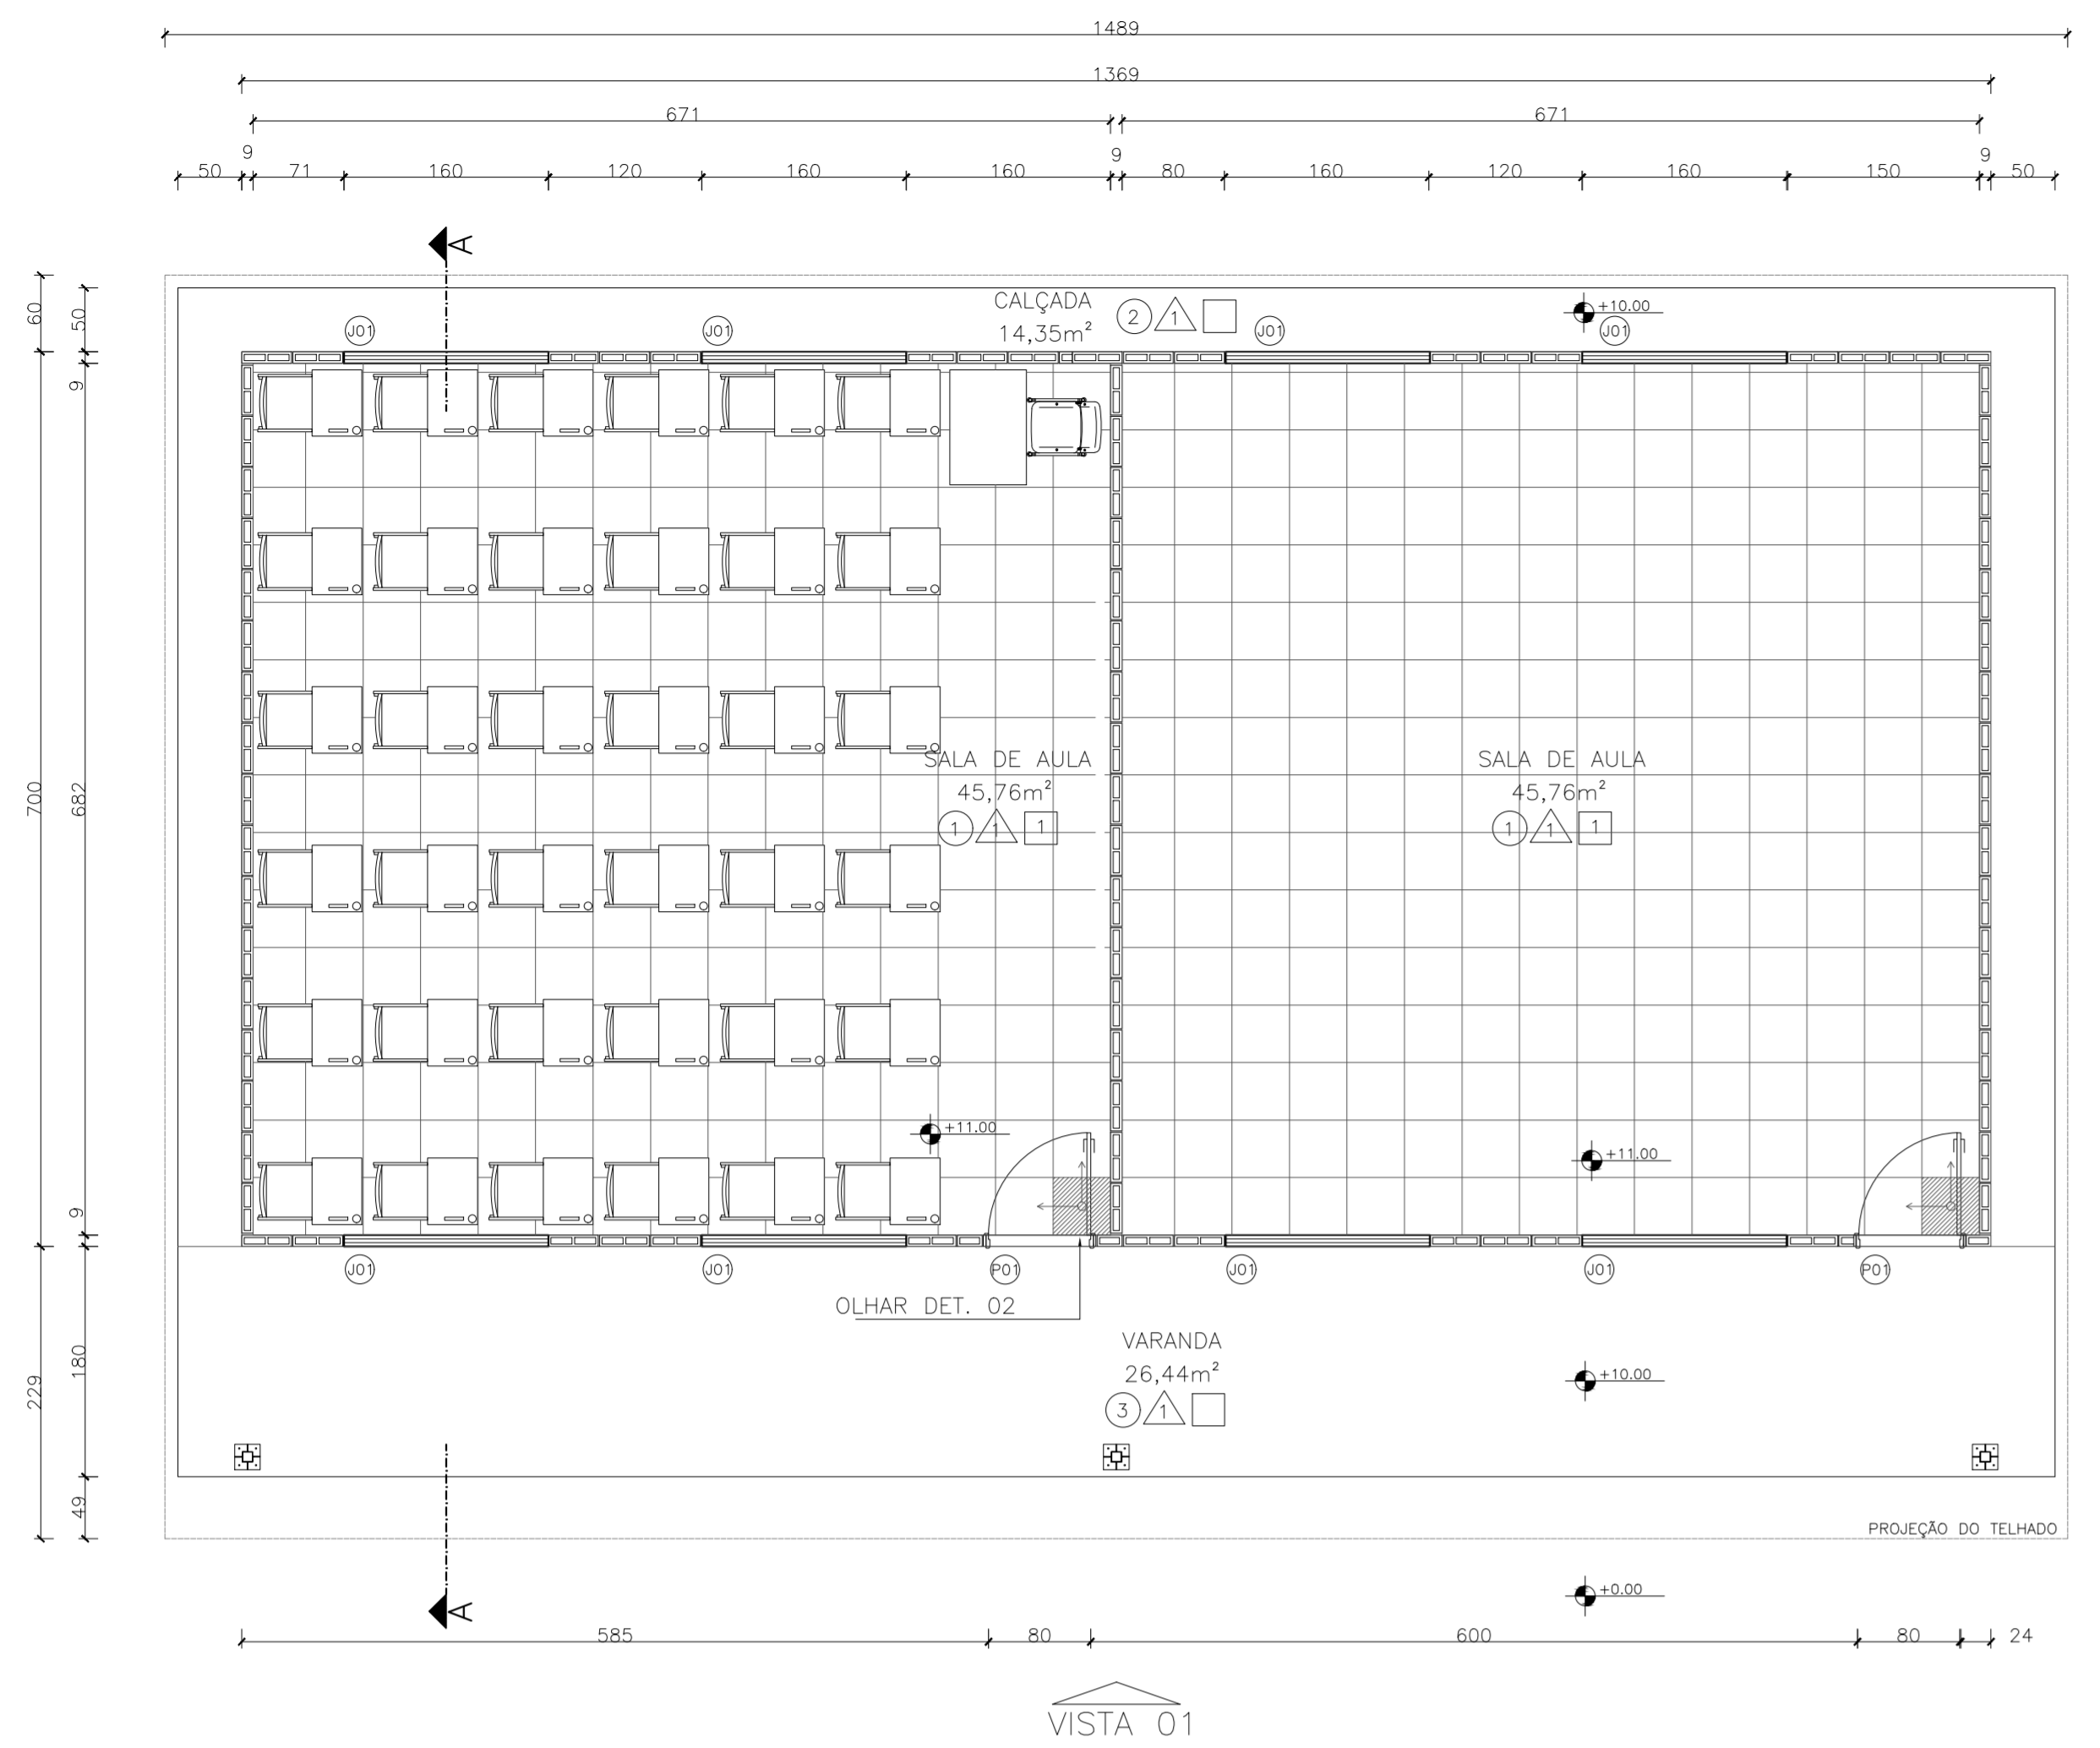 1489
1369
671 671
9 9 9
50 71 160 120 160 160 80 160 120 160 150 50
A
CALÇADA
14,35m²
2 1
+10.00
J01 J01 J01 J01
60 50
9
SALA DE AULA
45,76m²
1 1 1
SALA DE AULA
45,76m²
1 1 1
700 682
+11.00
+11.00
9
J01 J01 P01 J01 J01 P01
OLHAR DET. 02
VARANDA
26,44m²
3 1
+10.00
229 180
49
PROJEÇÃO DO TELHADO
+0.00
A
585 80 600 80 24
VISTA 01